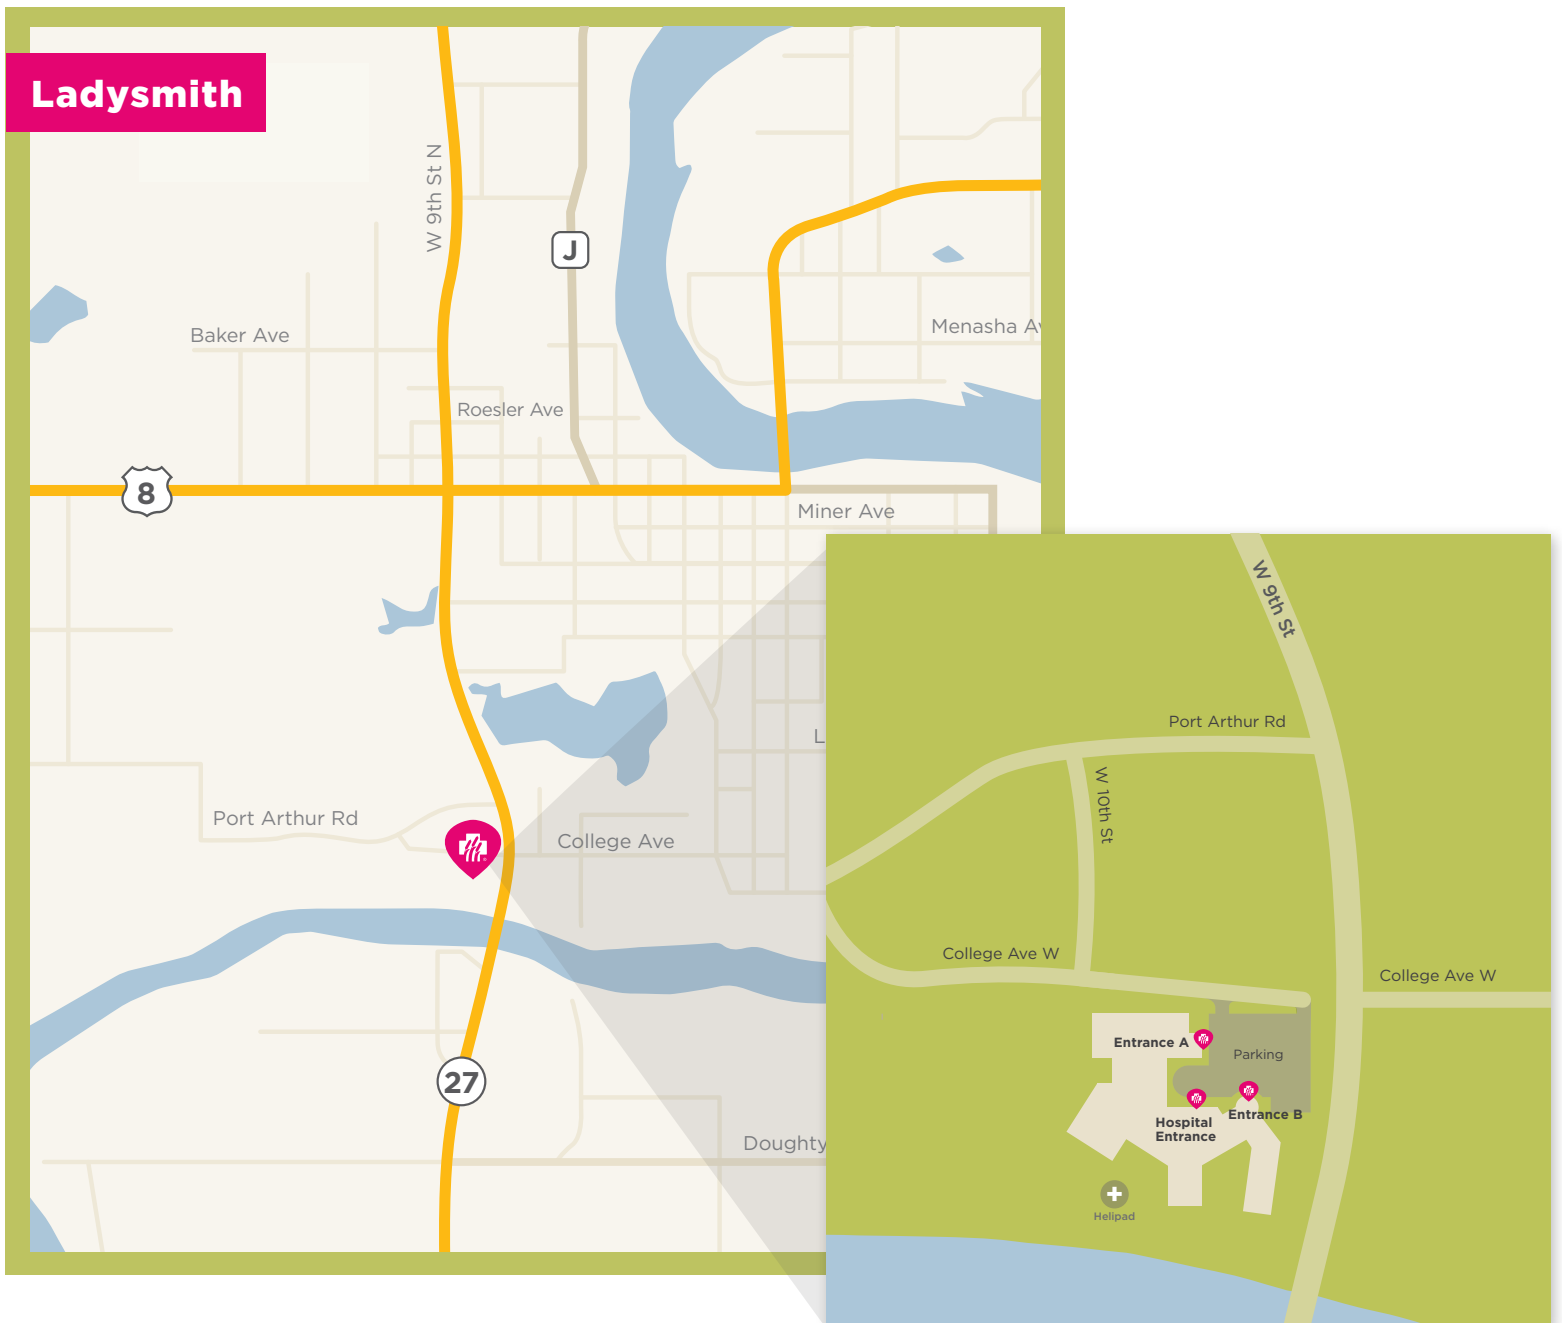 Ladysmith
W 9th St N
J
Baker Ave
Menasha Av
Roesler Ave
8
Miner Ave
L
Port Arthur Rd
College Ave
27
Doughty
W 9th St
Port Arthur Rd
W 10th St
College Ave W
College Ave W
Entrance A
Parking
Hospital
Entrance
Entrance B
Helipad